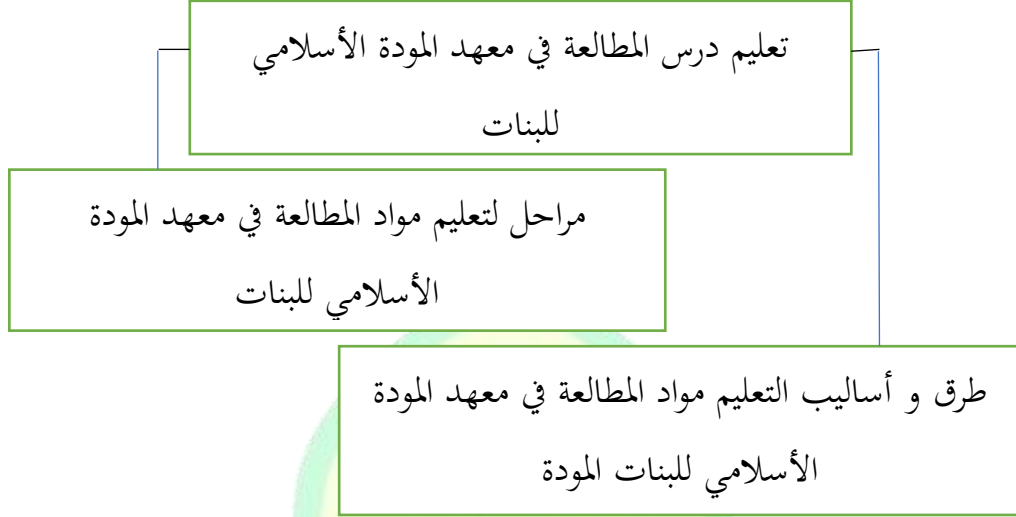 تعليم درس المطالعة في معهد المودة الأسلامي
للبنات
مراحل لتعليم مواد المطالعة في معهد المودة
الأسلامي للبنات
طرق و أساليب التعليم مواد المطالعة في معهد المودة
الأسلامي للبنات المودة